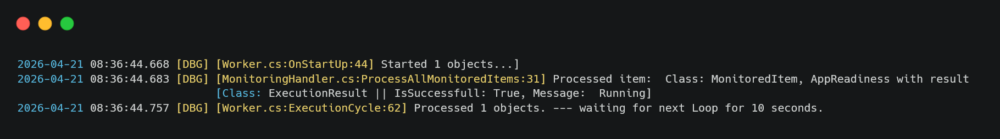 2026-04-21 08:36:44.668 [DBG] [Worker.cs:OnStartUp:44] Started 1 objects...]
2026-04-21 08:36:44.683 [DBG] [MonitoringHandler.cs:ProcessAllMonitoredItems:31] Processed item:  Class: MonitoredItem, AppReadiness with result
[Class: ExecutionResult || IsSuccessfull: True, Message:  Running]
2026-04-21 08:36:44.757 [DBG] [Worker.cs:ExecutionCycle:62] Processed 1 objects. --- waiting for next Loop for 10 seconds.